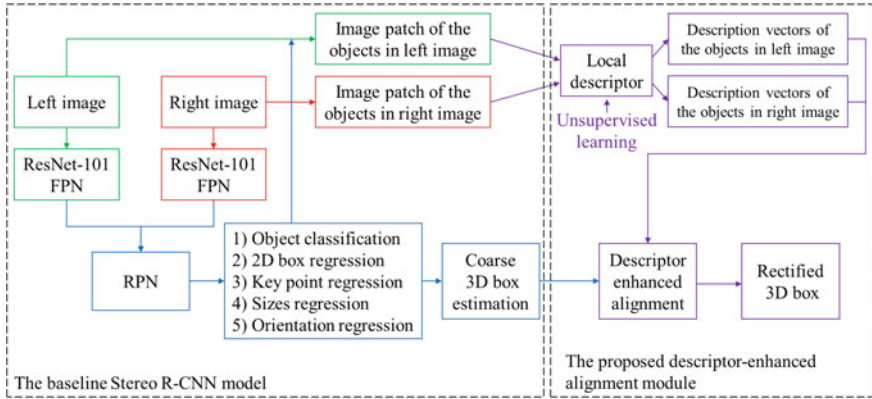 Image patch of the
objects in left image
Description vectors of
the objects in left image
Left image
Right image
Image patch of the
objects in right image
Local
descriptor
Description vectors of
the objects in right image
Unsupervised
learning
ResNet-101
FPN
ResNet-101
FPN
RPN
1) Object classification
2) 2D box regression
3) Key point regression
4) Sizes regression
5) Orientation regression
Coarse
3D box
estimation
Descriptor
enhanced
alignment
Rectified
3D box
The baseline Stereo R-CNN model
The proposed descriptor-enhanced
alignment module